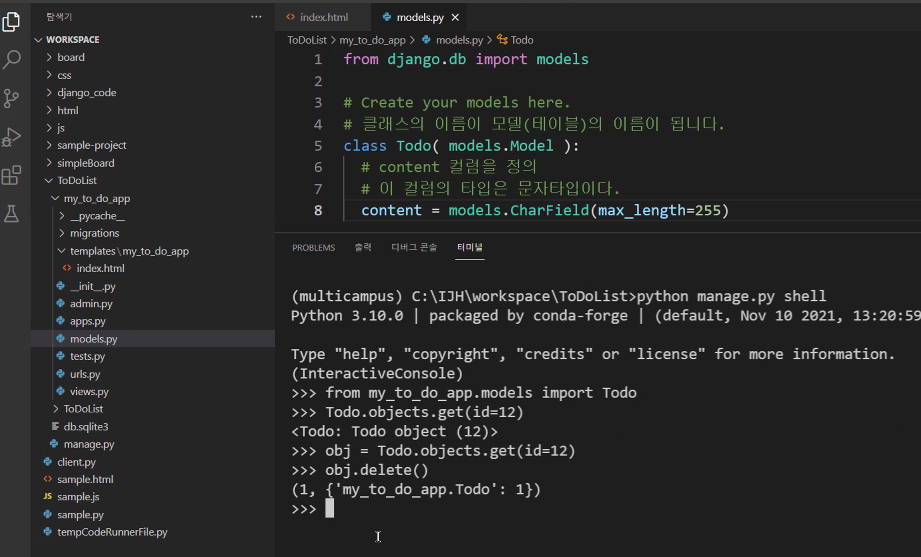 탐색기
···
WORKSPACE
board
css
django_code
html
js
sample-project
simpleBoard
ToDoList
my_to_do_app
__pycache__
migrations
templates\my_to_do_app
index.html
__init__.py
admin.py
apps.py
models.py
tests.py
urls.py
views.py
ToDoList
db.sqlite3
manage.py
client.py
sample.html
JS sample.js
sample.py
tempCodeRunnerFile.py
index.html models.py
ToDoList > my_to_do_app > models.py > Todo
1 from django.db import models
2
3 # Create your models here.
4 # 클래스의 이름이 모델(테이블)의 이름이 됩니다.
5 class Todo( models.Model ):
6 # content 컬럼을 정의
7 # 이 컬럼의 타입은 문자타입이다.
8 content = models.CharField(max_length=255)
PROBLEMS 출력 디버그 콘솔 터미널
(multicampus) C:\IJH\workspace\ToDoList>python manage.py shell
Python 3.10.0 | packaged by conda-forge | (default, Nov 10 2021, 13:20:59
Type "help", "copyright", "credits" or "license" for more information.
(InteractiveConsole)
>>> from my_to_do_app.models import Todo
>>> Todo.objects.get(id=12)
<Todo: Todo object (12)>
>>> obj = Todo.objects.get(id=12)
>>> obj.delete()
(1, {'my_to_do_app.Todo': 1})
>>>